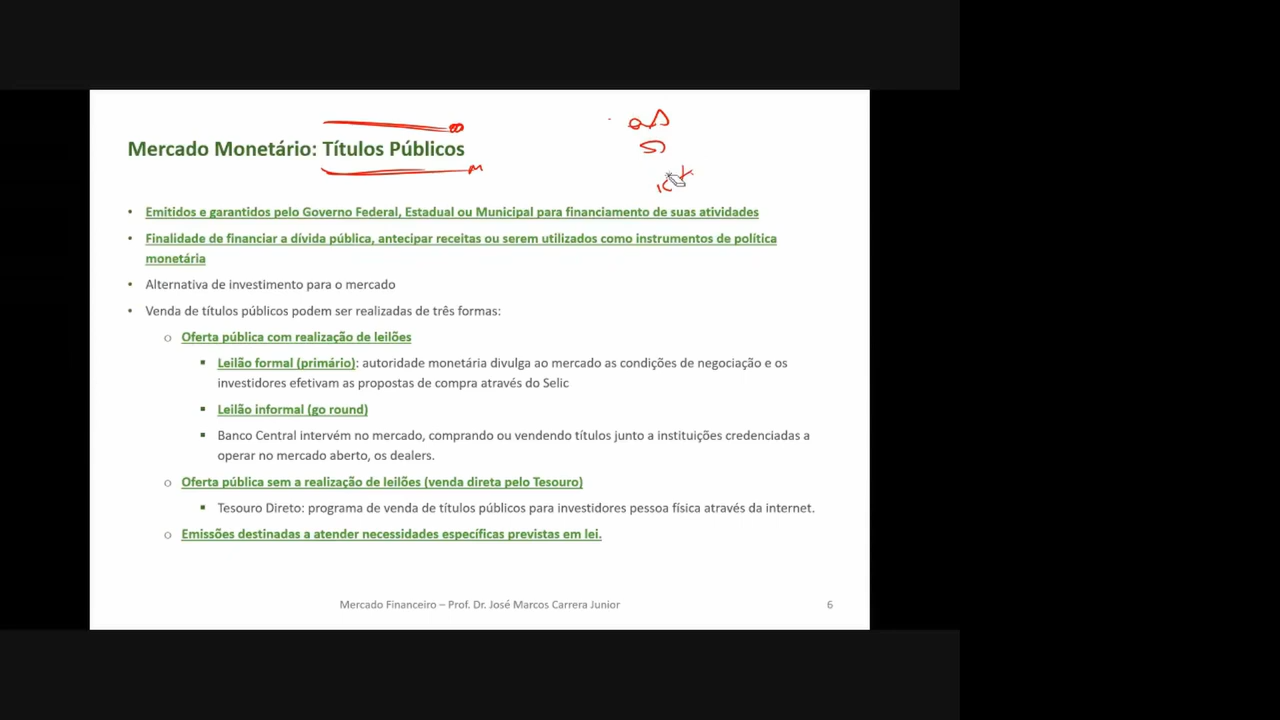 Mercado Monetário: Títulos Públicos
• Emitidos e garantidos pelo Governo Federal, Estadual ou Municipal para financiamento de suas atividades
• Finalidade de financiar a dívida pública, antecipar receitas ou serem utilizados como instrumentos de política
monetária
• Alternativa de investimento para o mercado
• Venda de títulos públicos podem ser realizadas de três formas:
o Oferta pública com realização de leilões
▪ Leilão formal (primário): autoridade monetária divulga ao mercado as condições de negociação e os
investidores efetivam as propostas de compra através do Selic
▪ Leilão informal (go round)
▪ Banco Central intervém no mercado, comprando ou vendendo títulos junto a instituições credenciadas a
operar no mercado aberto, os dealers.
o Oferta pública sem a realização de leilões (venda direta pelo Tesouro)
▪ Tesouro Direto: programa de venda de títulos públicos para investidores pessoa física através da internet.
o Emissões destinadas a atender necessidades específicas previstas em lei.
Mercado Financeiro – Prof. Dr. José Marcos Carrera Junior
6